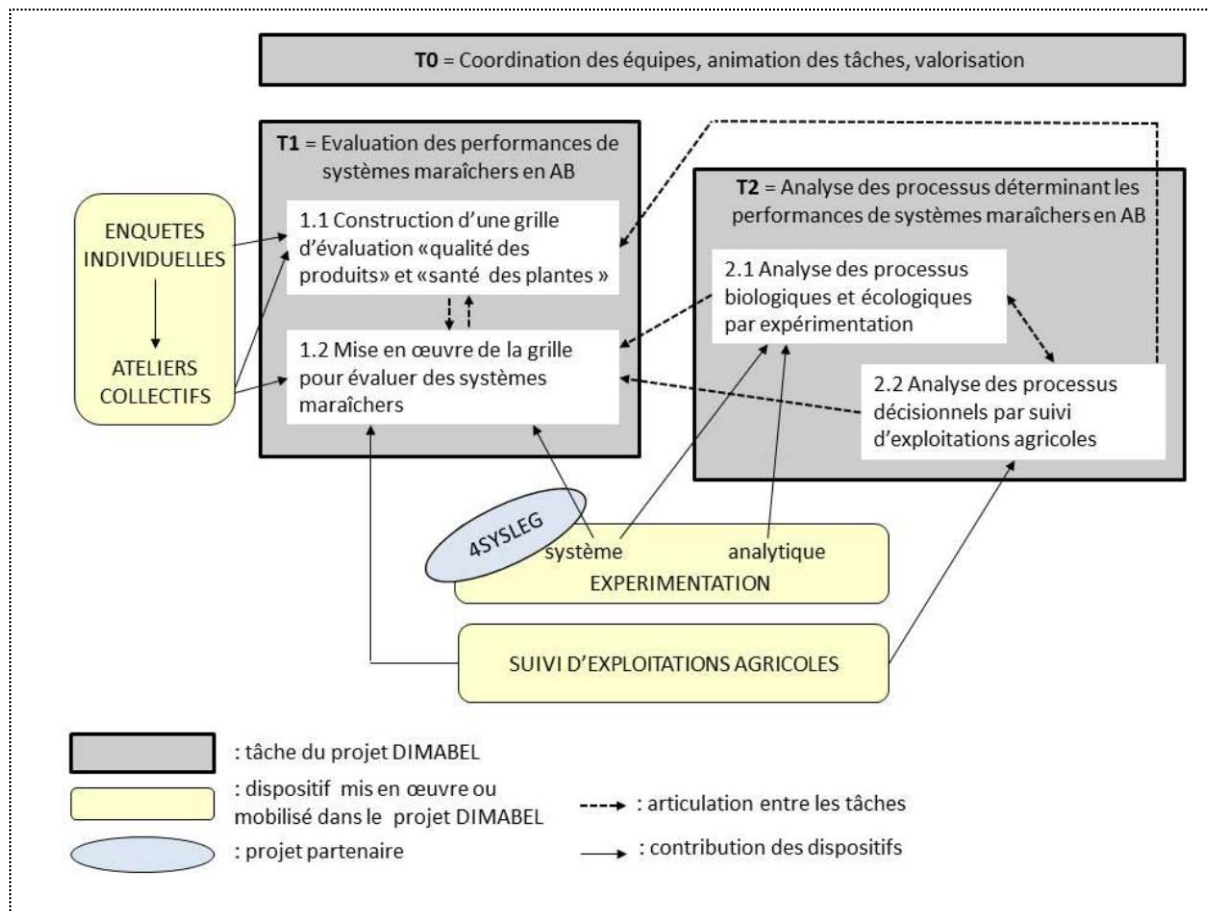 T0 = Coordination des équipes, animation des tâches, valorisation
T1 = Evaluation des performances de
systèmes maraîchers en AB
1.1 Construction d’une grille
d’évaluation «qualité des
produits» et «santé des plantes »
1.2 Mise en œuvre de la grille
pour évaluer des systèmes
maraîchers
T2 = Analyse des processus déterminant les
performances de systèmes maraîchers en AB
2.1 Analyse des processus
biologiques et écologiques
par expérimentation
2.2 Analyse des processus
décisionnels par suivi
d’exploitations agricoles
ENQUETES
INDIVIDUELLES
ATELIERS
COLLECTIFS
4SYSLEG
système analytique
EXPERIMENTATION
SUIVI D’EXPLOITATIONS AGRICOLES
: tâche du projet DIMABEL
: dispositif mis en œuvre ou
mobilisé dans le projet DIMABEL
: projet partenaire
: articulation entre les tâches
: contribution des dispositifs